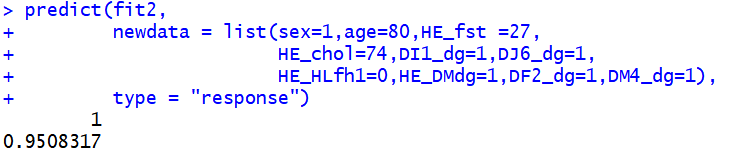 > predict(fit2,
+         newdata = list(sex=1,age=80,HE_fst =27,
+                        HE_chol=74,DI1_dg=1,DJ6_dg=1,
+                        HE_HLfh1=0,HE_DMdg=1,DF2_dg=1,DM4_dg=1),
+         type = "response")
        1
0.9508317